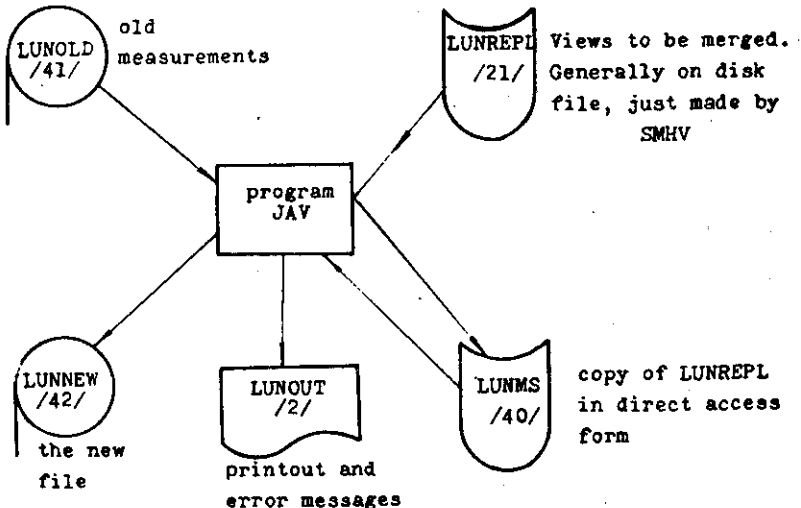 LUNOLD
/41/
old
measurements
LUNREPL
/21/
Views to be merged.
Generally on disk
file, just made by
SMHV
program
JAV
LUNNEW
/42/
the new
file
LUNOUT
/2/
printout and
error messages
LUNMS
/40/
copy of LUNREPL
in direct access
form